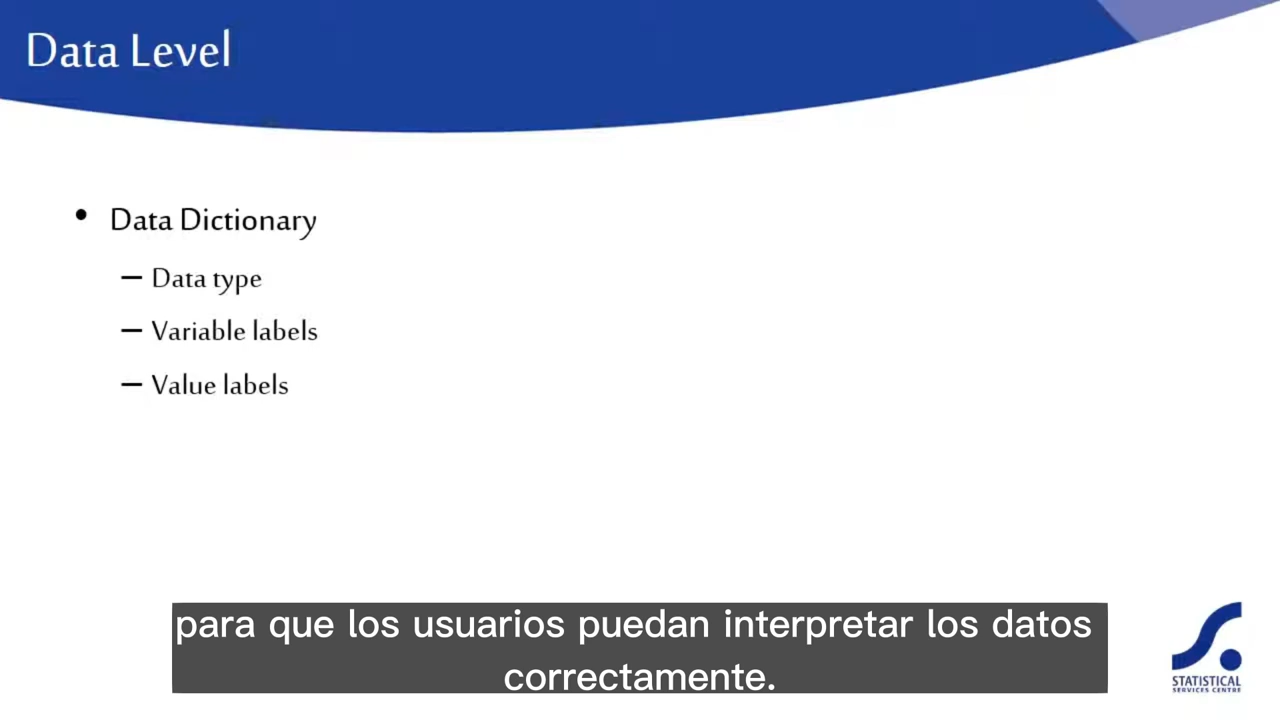 Data Level
• Data Dictionary
– Data type
– Variable labels
– Value labels
para que los usuarios puedan interpretar los datos
correctamente.
STATISTICAL
SERVICES CENTRE